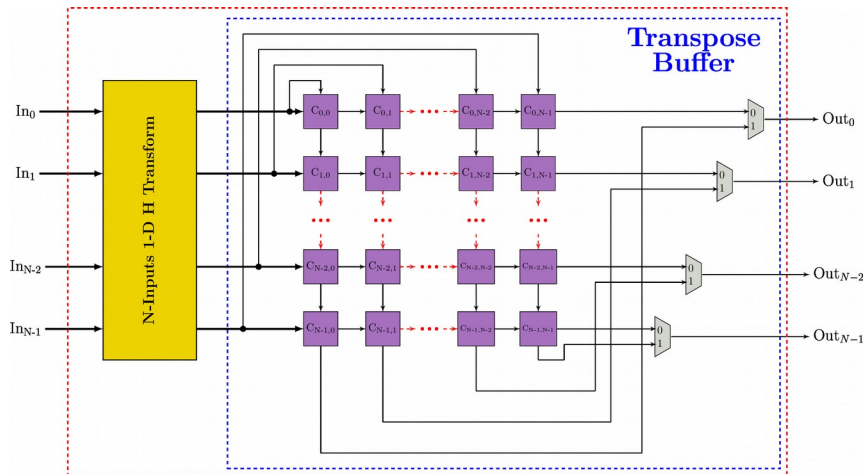 Transpose
Buffer
N-Inputs 1-D H Transform
In0
C0,0
C0,1
C0,N-2
C0,N-1
0
1
Out0
In1
C1,0
C1,1
C1,N-2
C1,N-1
0
1
Out1
InN-2
CN-2,0
CN-2,1
CN-2,N-2
CN-2,N-1
0
1
OutN−2
InN-1
CN-1,0
CN-1,1
CN-1,N-2
CN-1,N-1
0
1
OutN−1